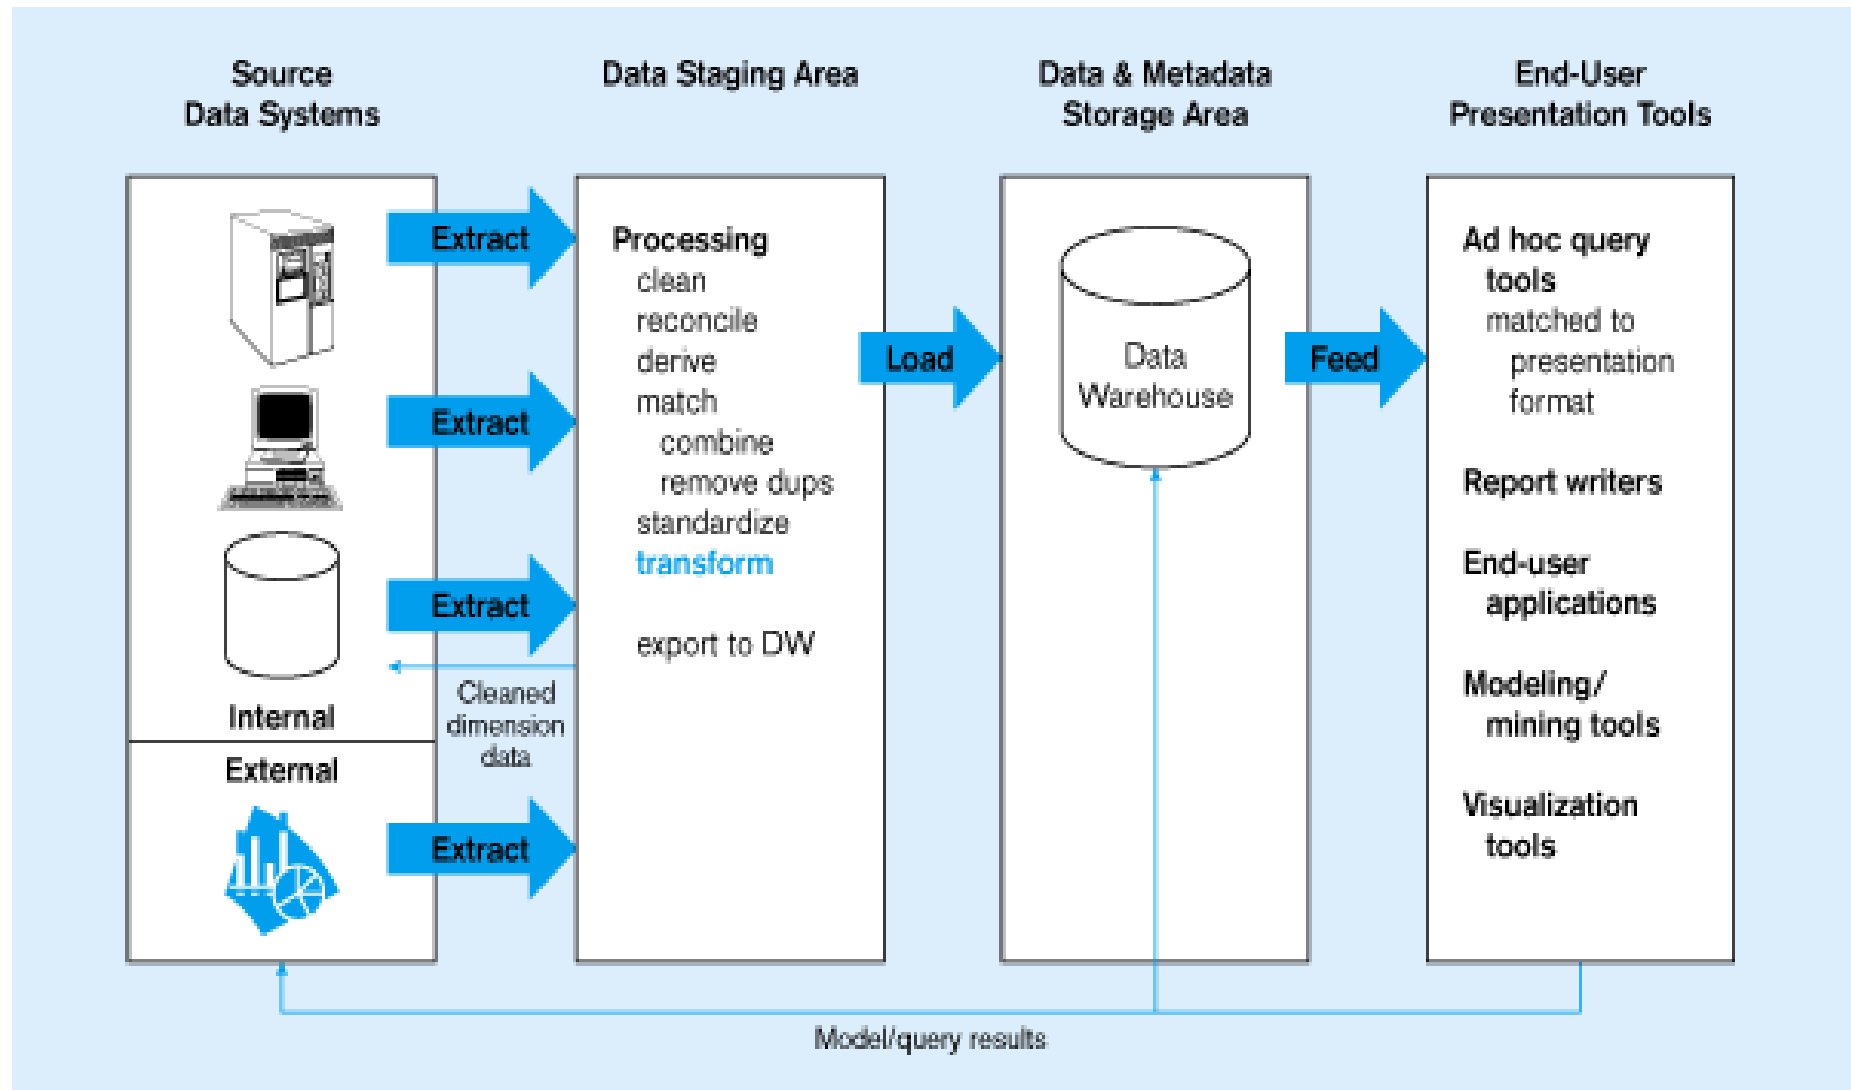 Source
Data Systems
Data Staging Area
Data & Metadata
Storage Area
End-User
Presentation Tools
Extract
Extract
Extract
Internal
External
Extract
Cleaned
dimension
data
Processing
clean
reconcile
derive
match
combine
remove dups
standardize
transform
export to DW
Load
Data
Warehouse
Feed
Ad hoc query
tools
matched to
presentation
format
Report writers
End-user
applications
Modeling/
mining tools
Visualization
tools
Model/query results